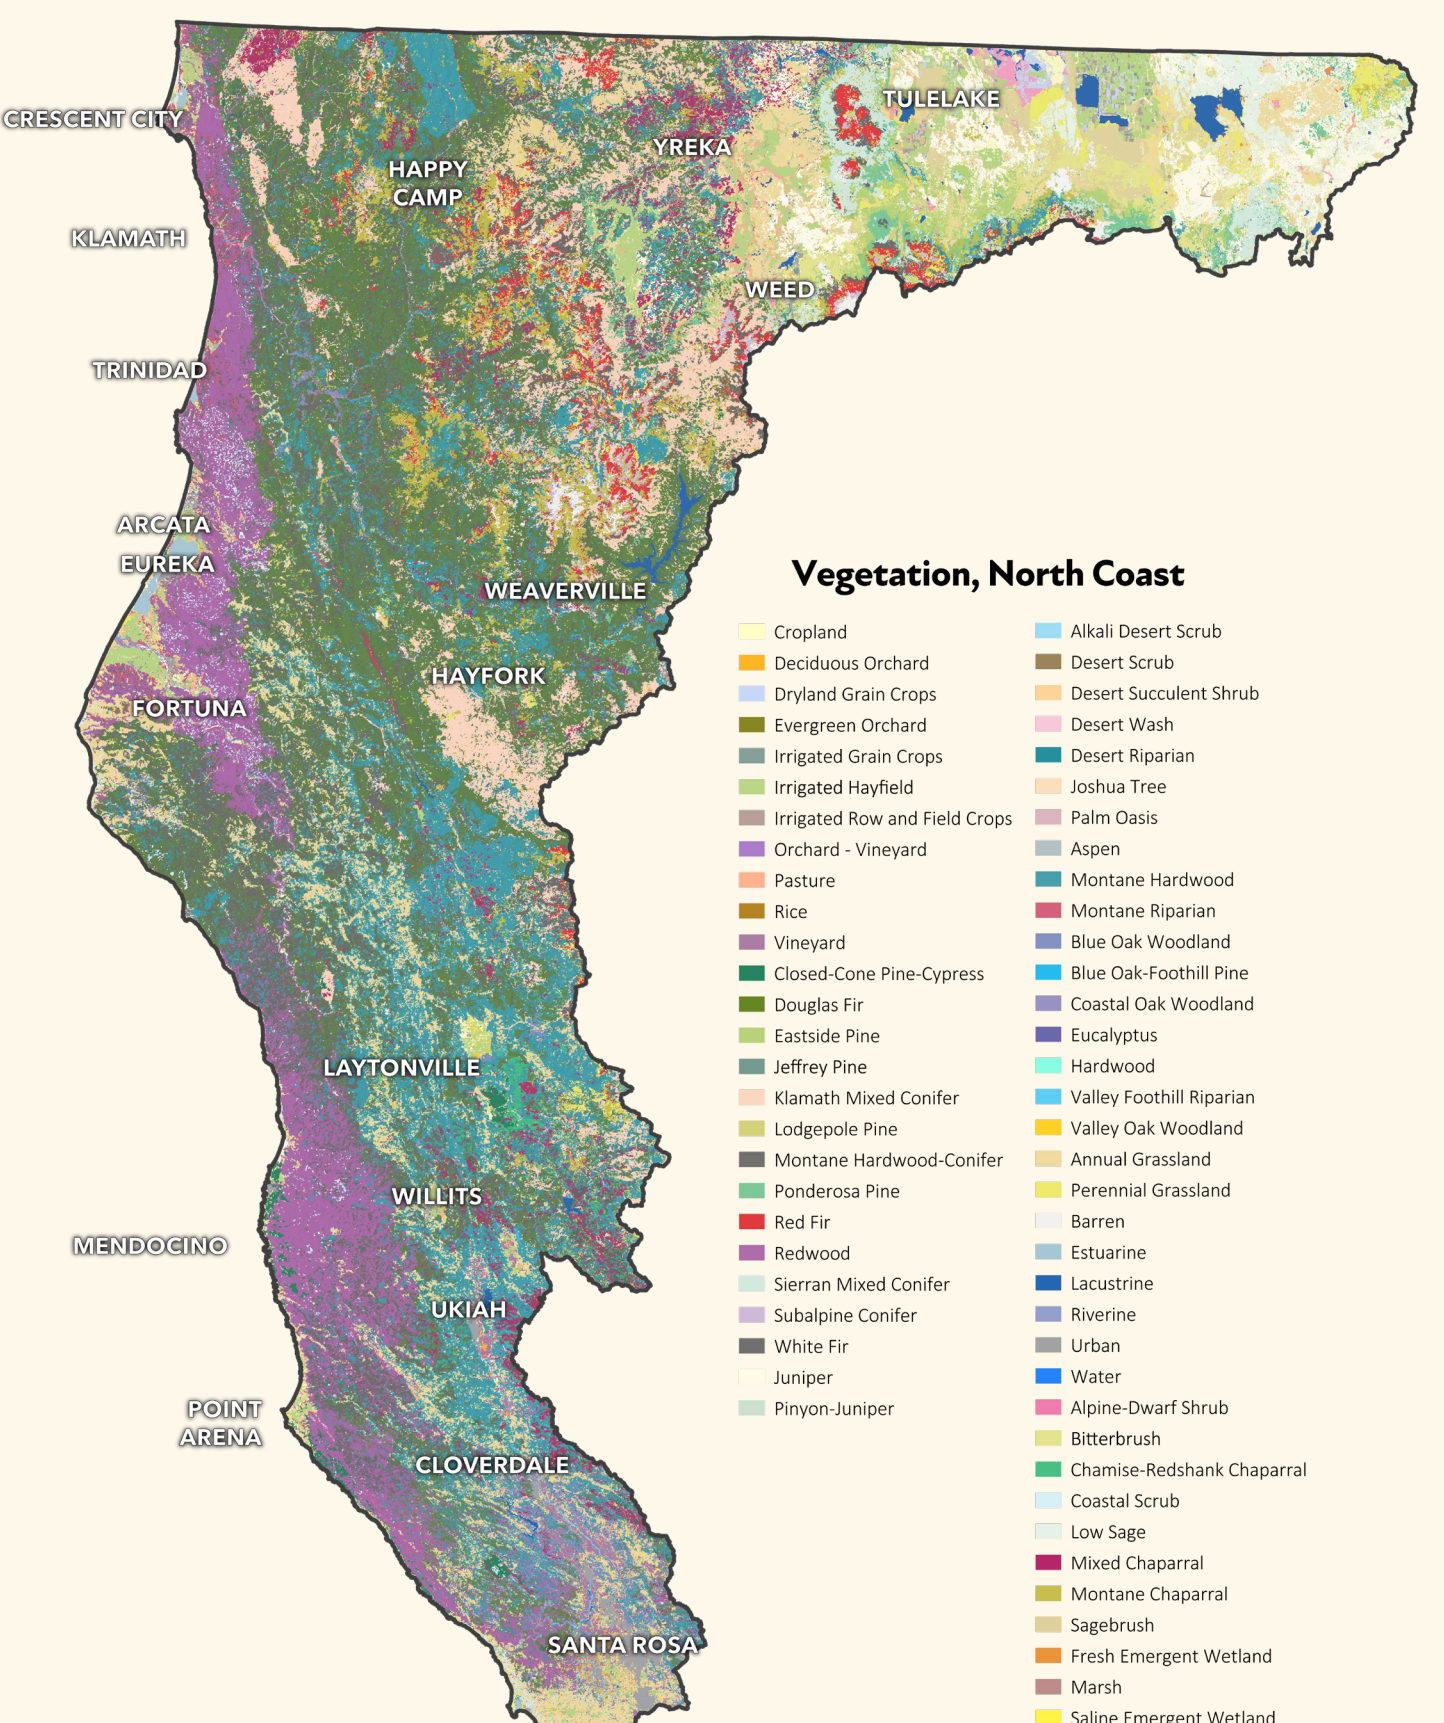 CRESCENT CITY
TULELAKE
YREKA
HAPPY
CAMP
KLAMATH
WEED
TRINIDAD
ARCATA
EUREKA
WEAVERVILLE
HAYFORK
FORTUNA
LAYTONVILLE
WILLITS
MENDOCINO
UKIAH
POINT
ARENA
CLOVERDALE
SANTA ROSA
Vegetation, North Coast
Cropland
Deciduous Orchard
Dryland Grain Crops
Evergreen Orchard
Irrigated Grain Crops
Irrigated Hayfield
Irrigated Row and Field Crops
Orchard - Vineyard
Pasture
Rice
Vineyard
Closed-Cone Pine-Cypress
Douglas Fir
Eastside Pine
Jeffrey Pine
Klamath Mixed Conifer
Lodgepole Pine
Montane Hardwood-Conifer
Ponderosa Pine
Red Fir
Redwood
Sierran Mixed Conifer
Subalpine Conifer
White Fir
Juniper
Pinyon-Juniper
Alkali Desert Scrub
Desert Scrub
Desert Succulent Shrub
Desert Wash
Desert Riparian
Joshua Tree
Palm Oasis
Aspen
Montane Hardwood
Montane Riparian
Blue Oak Woodland
Blue Oak-Foothill Pine
Coastal Oak Woodland
Eucalyptus
Hardwood
Valley Foothill Riparian
Valley Oak Woodland
Annual Grassland
Perennial Grassland
Barren
Estuarine
Lacustrine
Riverine
Urban
Water
Alpine-Dwarf Shrub
Bitterbrush
Chamise-Redshank Chaparral
Coastal Scrub
Low Sage
Mixed Chaparral
Montane Chaparral
Sagebrush
Fresh Emergent Wetland
Marsh
Saline Emergent Wetland